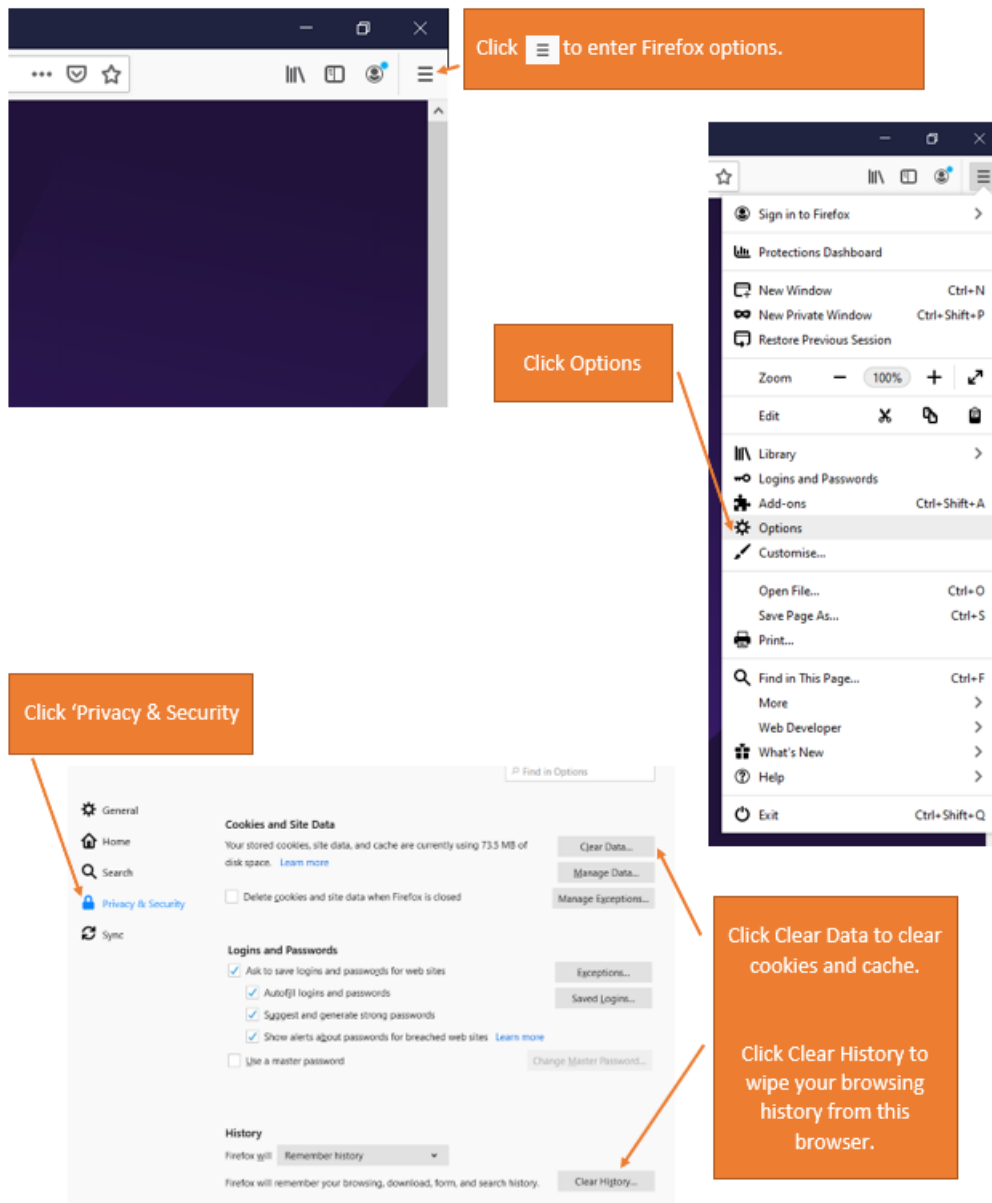 Click ≡ to enter Firefox options.
Sign in to Firefox
Protections Dashboard
New Window Ctrl+N
New Private Window Ctrl+Shift+P
Restore Previous Session
Zoom − 100% +
Edit
Library
Logins and Passwords
Add-ons Ctrl+Shift+A
Options
Customise...
Open File... Ctrl+O
Save Page As... Ctrl+S
Print...
Find in This Page... Ctrl+F
More
Web Developer
What's New
Help
Exit Ctrl+Shift+Q
Click Options
Click ‘Privacy & Security
Find in Options
General
Home
Search
Privacy & Security
Sync
Cookies and Site Data
Your stored cookies, site data, and cache are currently using 73.5 MB of
disk space. Learn more
Clear Data...
Manage Data...
Delete cookies and site data when Firefox is closed
Manage Exceptions...
Logins and Passwords
Ask to save logins and passwords for web sites
Exceptions...
Autofill logins and passwords
Saved Logins...
Suggest and generate strong passwords
Show alerts about passwords for breached web sites Learn more
Use a master password
Change Master Password...
History
Firefox will Remember history
Firefox will remember your browsing, download, form, and search history.
Clear History...
Click Clear Data to clear
cookies and cache.
Click Clear History to
wipe your browsing
history from this
browser.